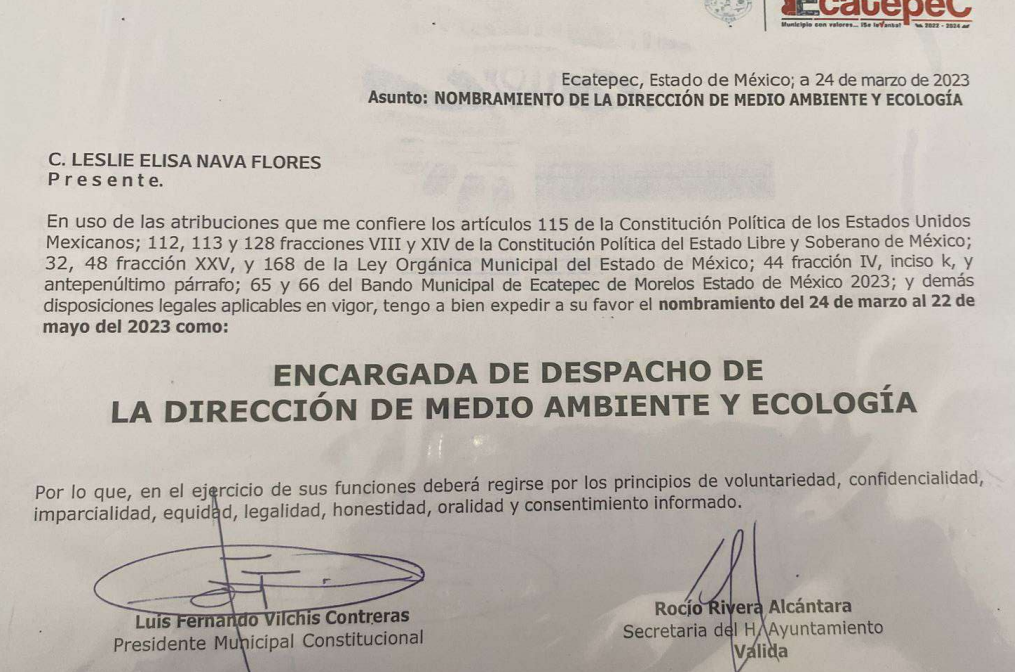 Ecatepec
Municipio con valores... ¡Se levanta! 2022 - 2024
Ecatepec, Estado de México; a 24 de marzo de 2023
Asunto: NOMBRAMIENTO DE LA DIRECCIÓN DE MEDIO AMBIENTE Y ECOLOGÍA
C. LESLIE ELISA NAVA FLORES
P r e s e n t e.
En uso de las atribuciones que me confiere los artículos 115 de la Constitución Política de los Estados Unidos
Mexicanos; 112, 113 y 128 fracciones VIII y XIV de la Constitución Política del Estado Libre y Soberano de México;
32, 48 fracción XXV, y 168 de la Ley Orgánica Municipal del Estado de México; 44 fracción IV, inciso k, y
antepenúltimo párrafo; 65 y 66 del Bando Municipal de Ecatepec de Morelos Estado de México 2023; y demás
disposiciones legales aplicables en vigor, tengo a bien expedir a su favor el nombramiento del 24 de marzo al 22 de
mayo del 2023 como:
ENCARGADA DE DESPACHO DE
LA DIRECCIÓN DE MEDIO AMBIENTE Y ECOLOGÍA
Por lo que, en el ejercicio de sus funciones deberá regirse por los principios de voluntariedad, confidencialidad,
imparcialidad, equidad, legalidad, honestidad, oralidad y consentimiento informado.
Luis Fernando Vilchis Contreras
Presidente Municipal Constitucional
Rocío Rivera Alcántara
Secretaria del H. Ayuntamiento
Valida